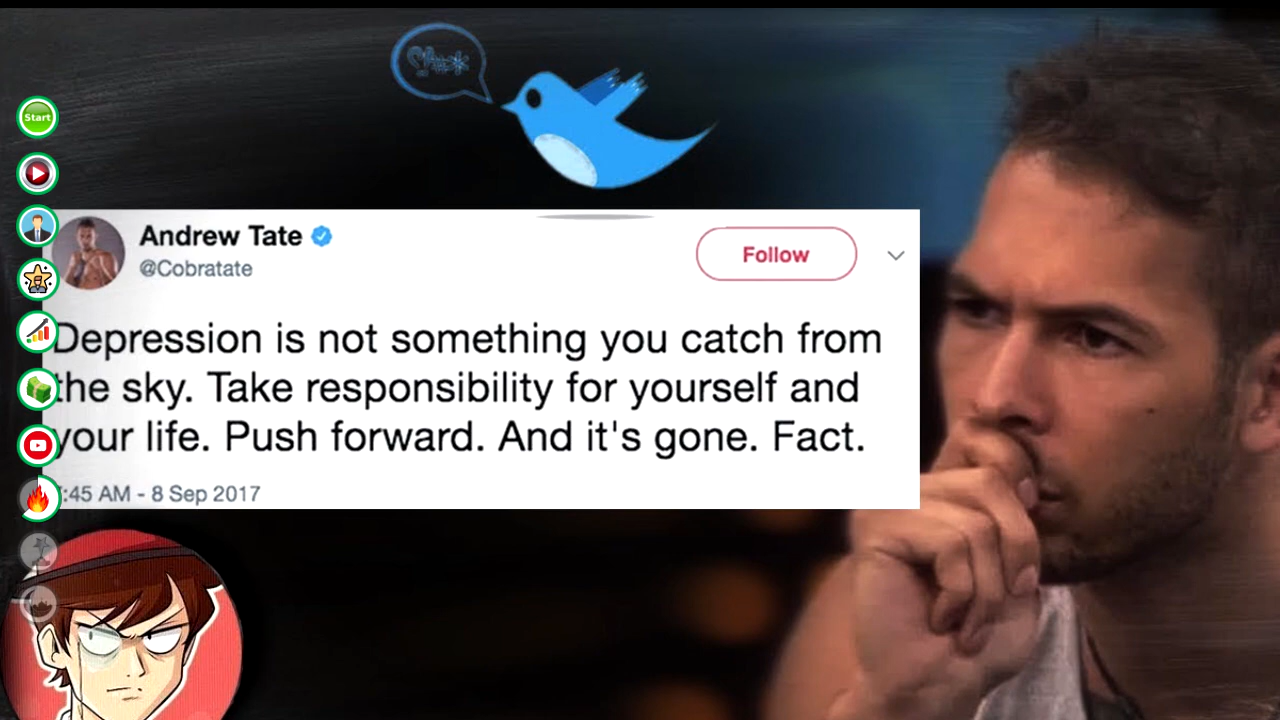 Start
Andrew Tate
@Cobratate
Follow
Depression is not something you catch from
the sky. Take responsibility for yourself and
your life. Push forward. And it's gone. Fact.
:45 AM - 8 Sep 2017